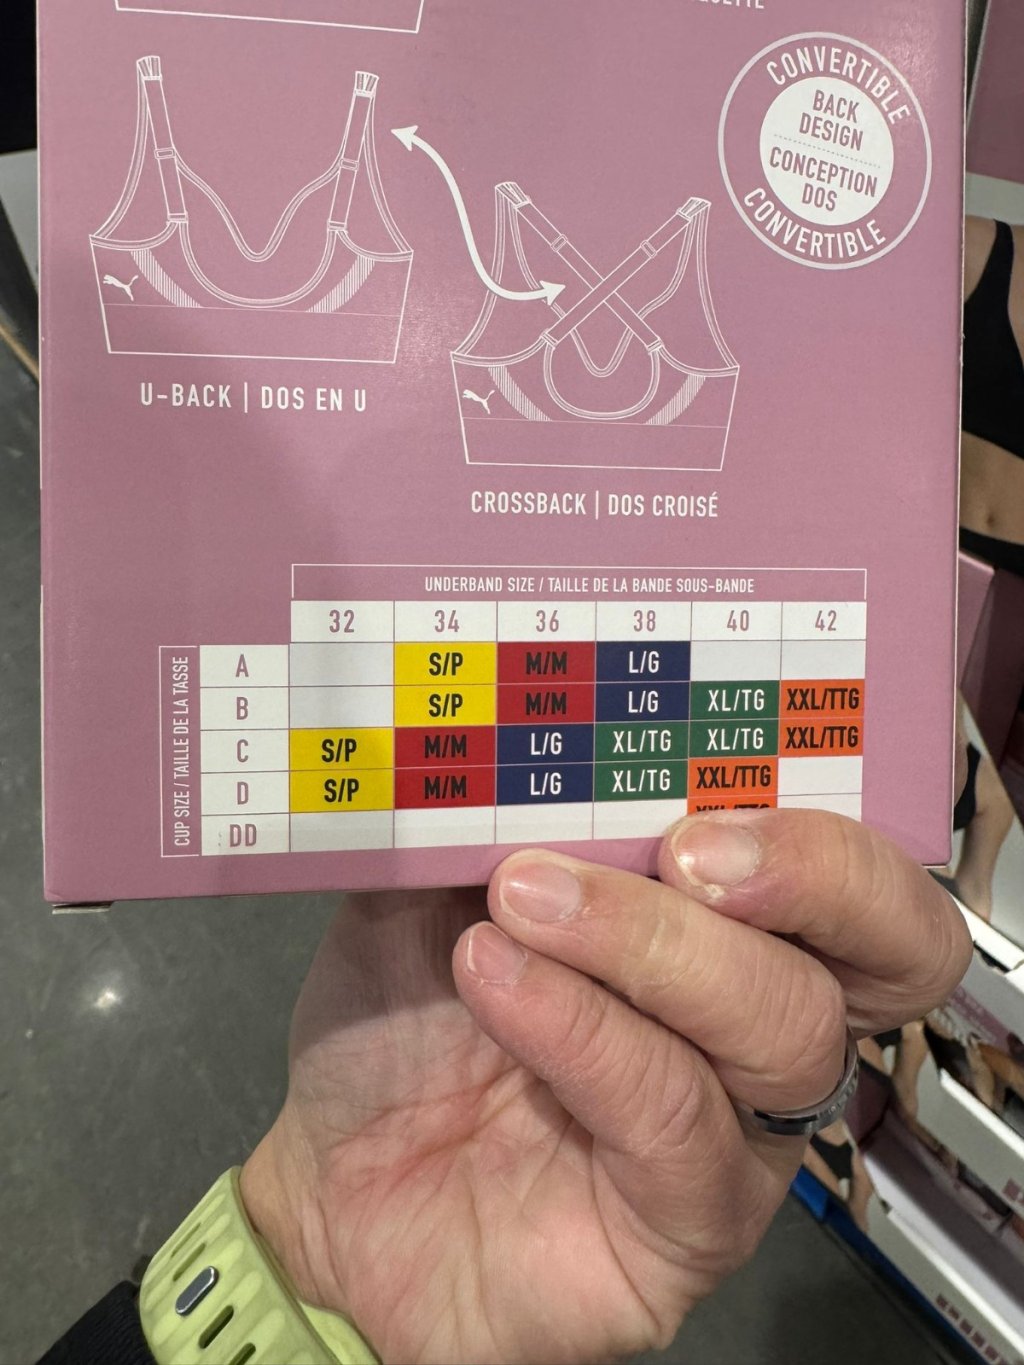 CONVERTIBLE
BACK
DESIGN
CONCEPTION
DOS
CONVERTIBLE
U-BACK | DOS EN U
CROSSBACK | DOS CROISÉ
UNDERBAND SIZE / TAILLE DE LA BANDE SOUS-BANDE
32 34 36 38 40 42
CUP SIZE / TAILLE DE LA TASSE
A S/P M/M L/G
B S/P M/M L/G XL/TG XXL/TTG
C S/P M/M L/G XL/TG XL/TG XXL/TTG
D S/P M/M L/G XL/TG XXL/TTG
DD XXL/TTG